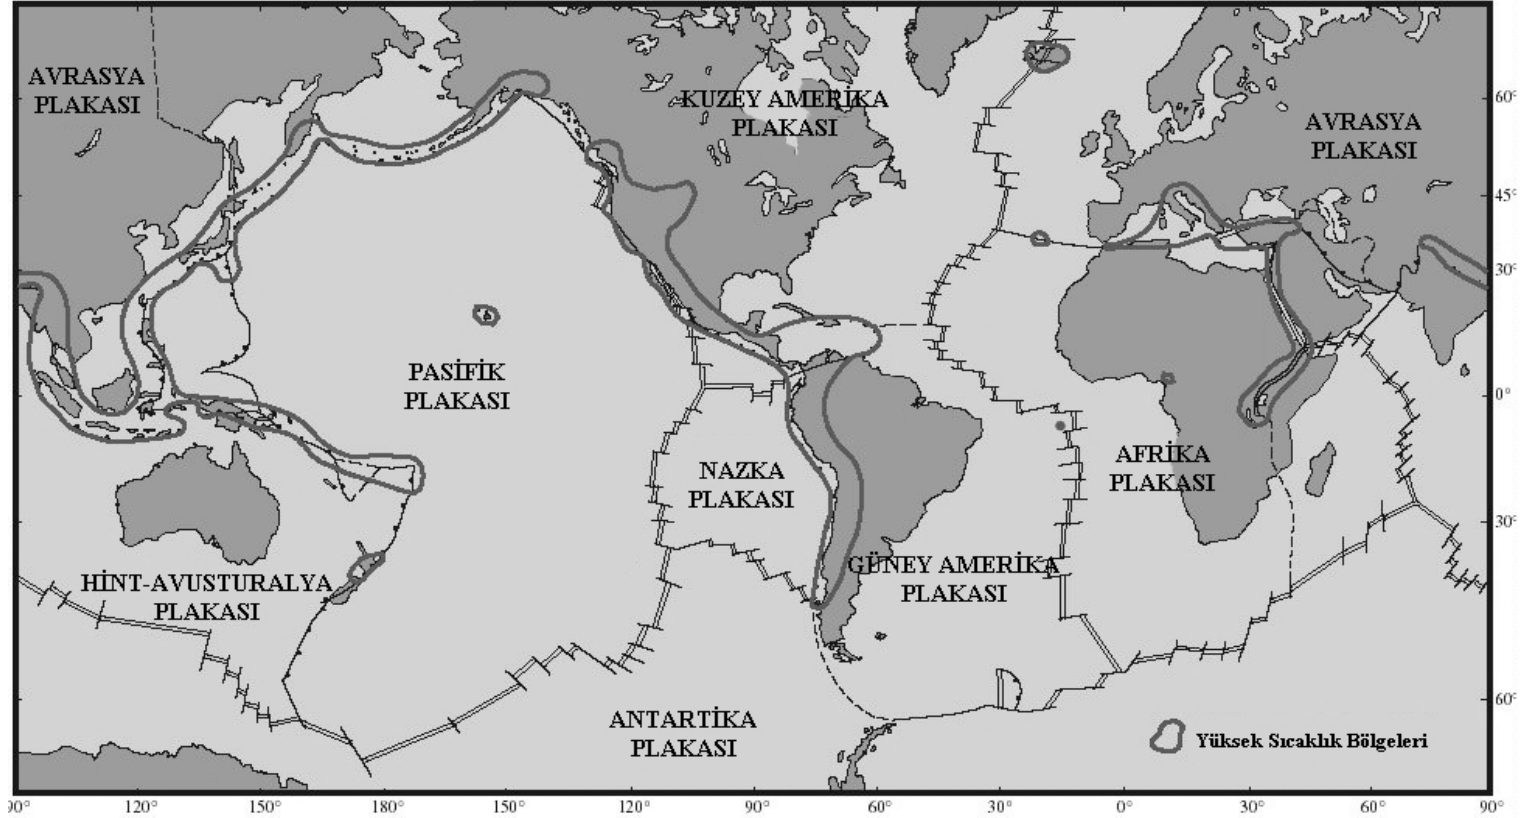 AVRASYA
PLAKASI
KUZEY AMERİKA
PLAKASI
AVRASYA
PLAKASI
60°
45°
30°
PASİFİK
PLAKASI
0°
NAZKA
PLAKASI
AFRİKA
PLAKASI
30°
HİNT-AVUSTURALYA
PLAKASI
GÜNEY AMERİKA
PLAKASI
60°
ANTARTİKA
PLAKASI
Yüksek Sıcaklık Bölgeleri
90° 120° 150° 180° 150° 120° 90° 60° 30° 0° 30° 60° 90°